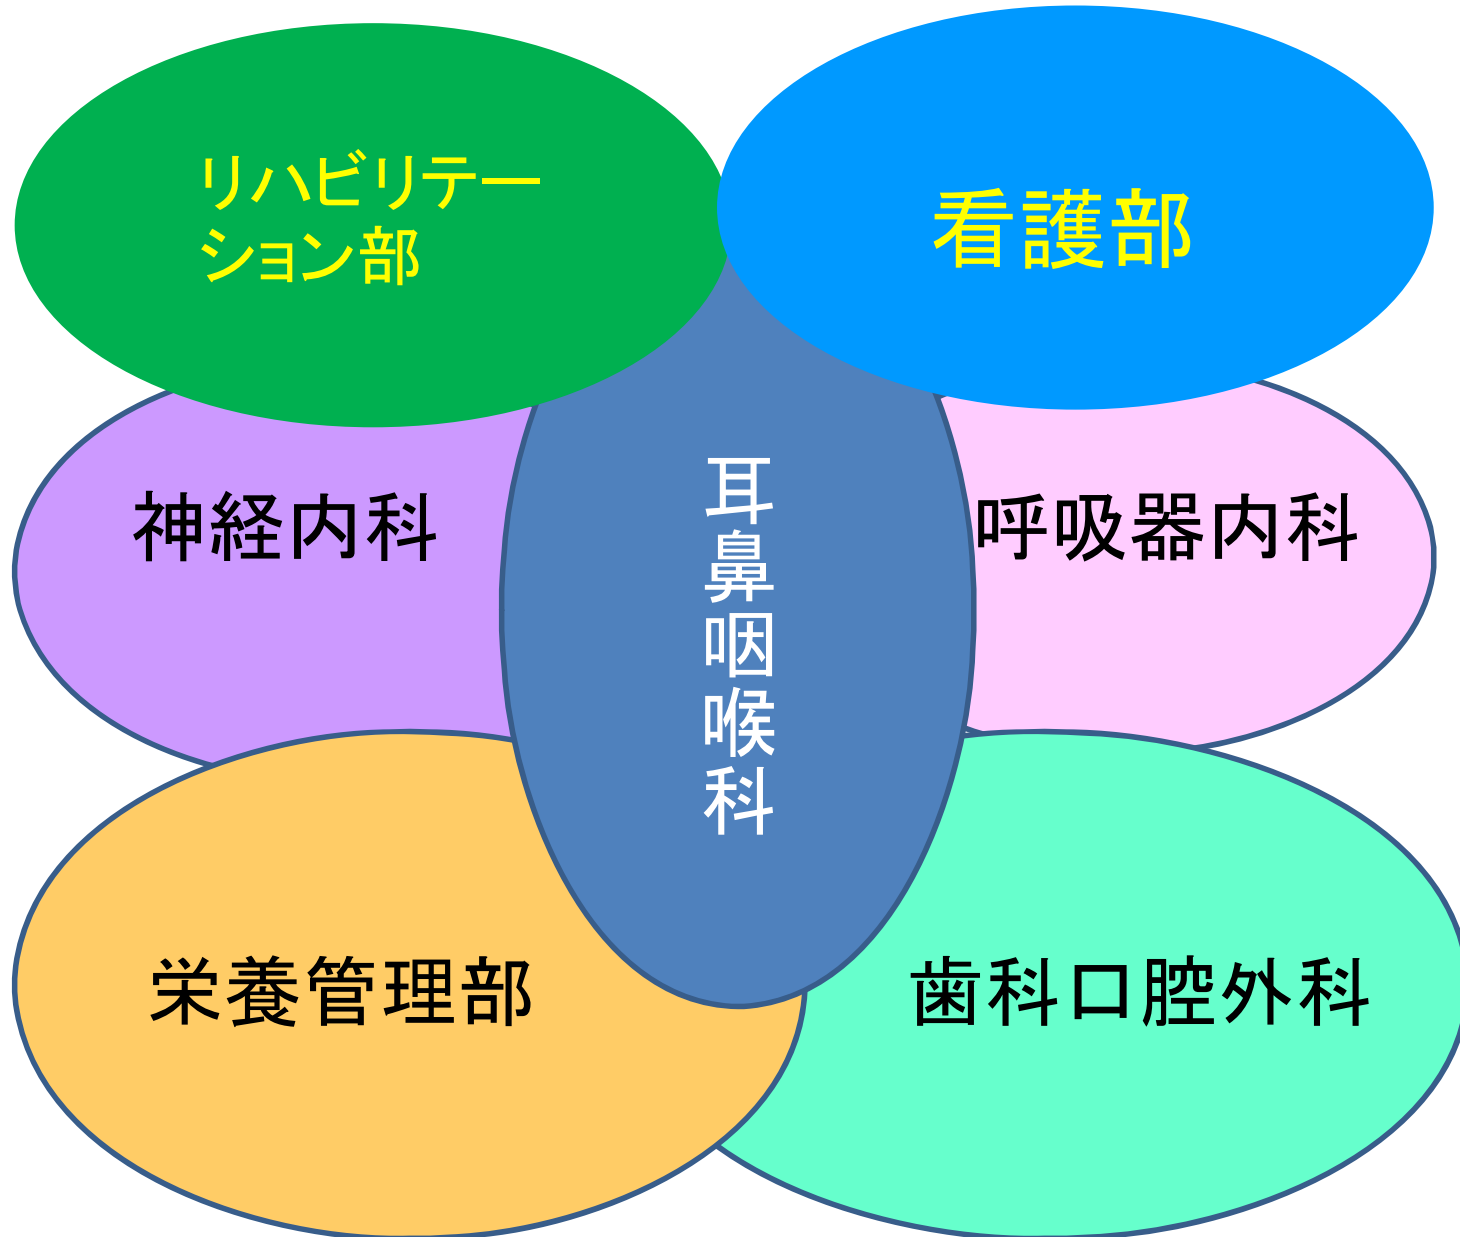 リハビリテー
ション部
看護部
神経内科
耳鼻咽喉科
呼吸器内科
栄養管理部
歯科口腔外科